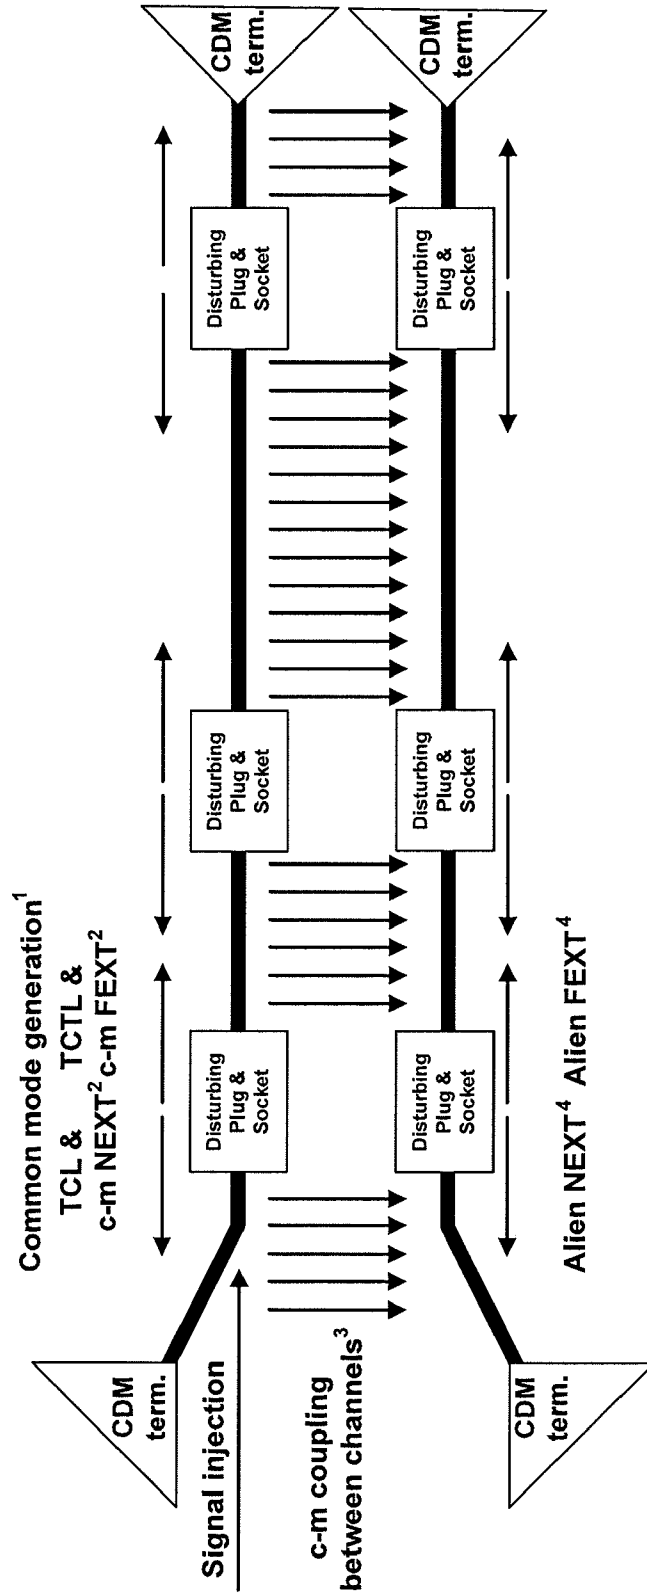 Common mode generation¹
TCL & TCTL &
c-m NEXT² c-m FEXT²
CDM
term.
Signal injection
Disturbing
Plug &
Socket
Disturbing
Plug &
Socket
Disturbing
Plug &
Socket
CDM
term.
c-m coupling
between channels³
CDM
term.
Disturbing
Plug &
Socket
Disturbing
Plug &
Socket
Disturbing
Plug &
Socket
CDM
term.
Alien NEXT⁴ Alien FEXT⁴